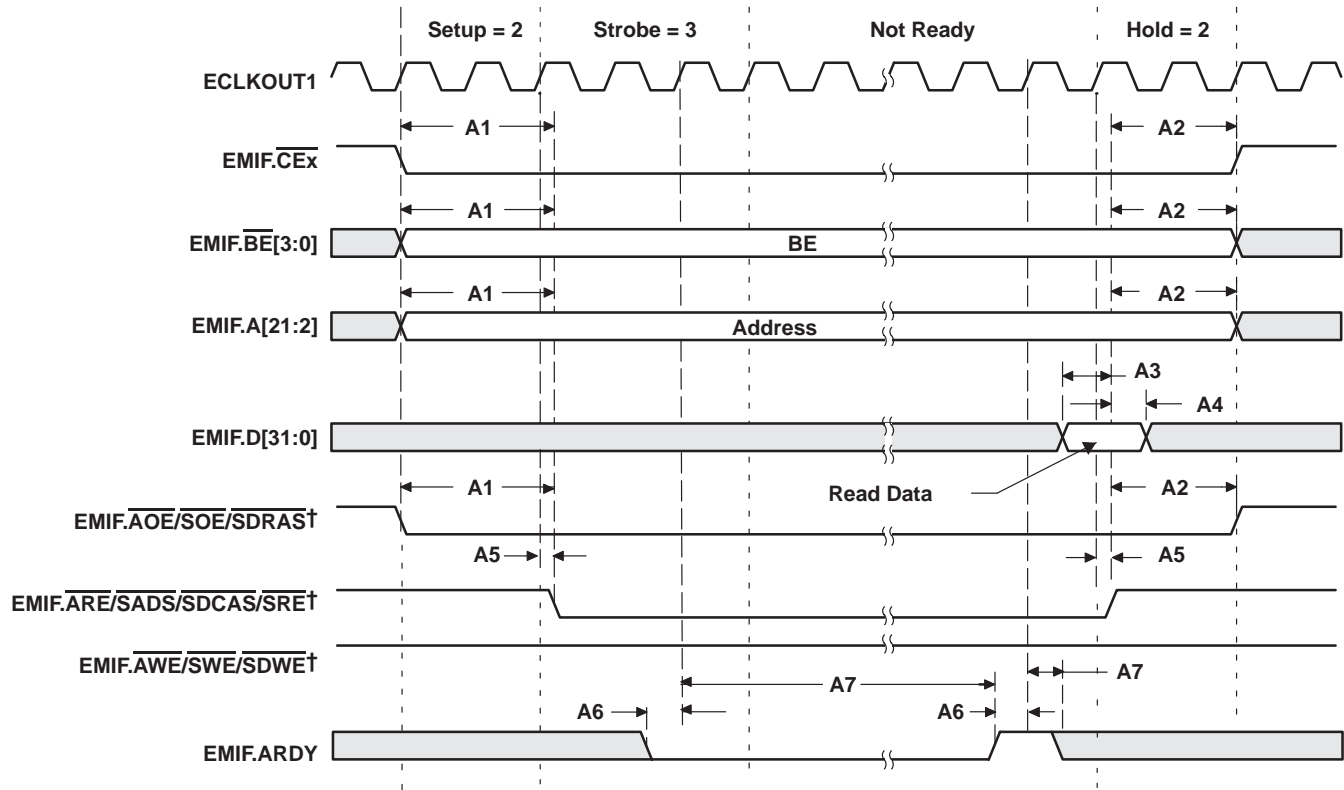 Setup = 2 Strobe = 3 Not Ready Hold = 2
ECLKOUT1
A1 A2
EMIF.CEx
A1 A2
EMIF.BE[3:0] BE
A1 A2
EMIF.A[21:2] Address
A3
A4
EMIF.D[31:0]
A1 Read Data A2
EMIF.AOE/SOE/SDRAS†
A5 A5
EMIF.ARE/SADS/SDCAS/SRE†
EMIF.AWE/SWE/SDWE†
A7 A7
A6 A6
EMIF.ARDY